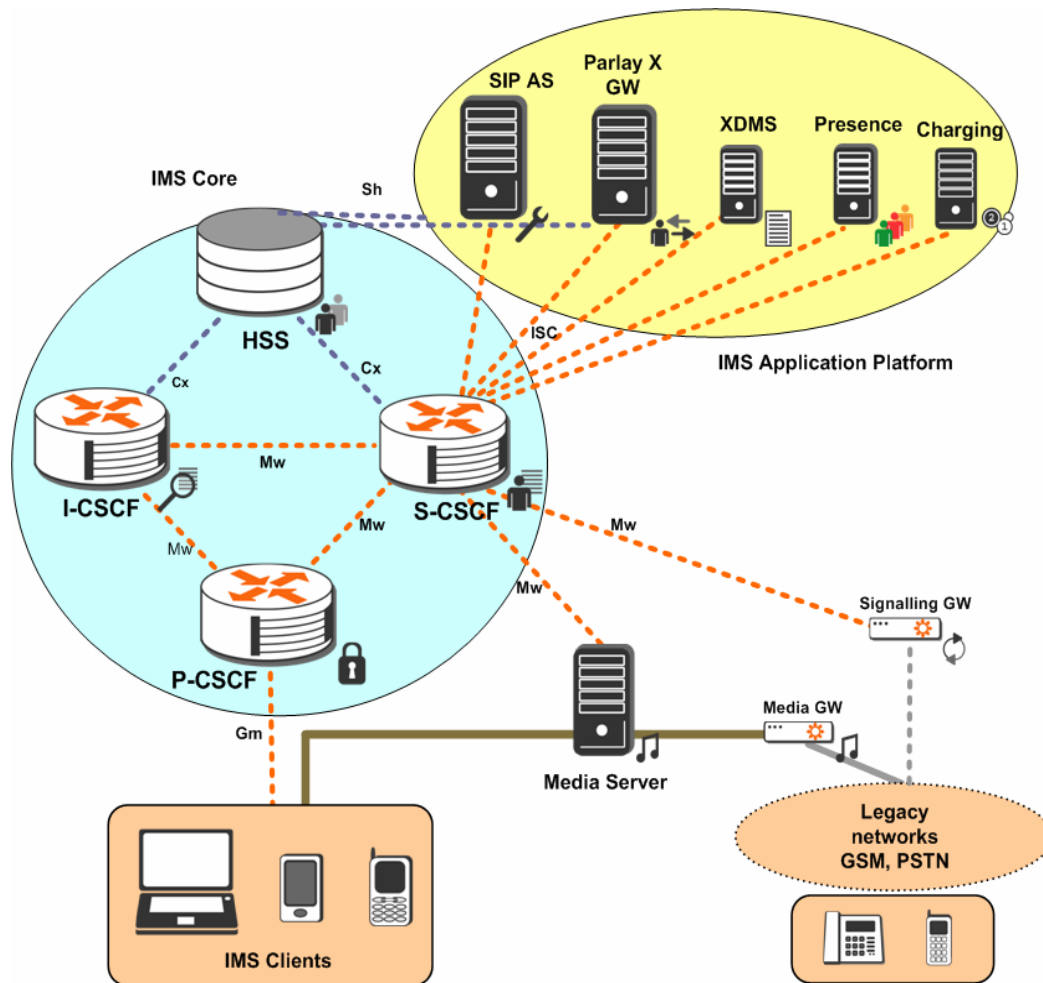 SIP AS
Parlay X
GW
XDMS
Presence
Charging
2
1
IMS Core
Sh
HSS
ISC
IMS Application Platform
Cx
Cx
Mw
I-CSCF
S-CSCF
Mw
Mw
Mw
Mw
P-CSCF
Signalling GW
Gm
Media GW
Media Server
Legacy
networks
GSM, PSTN
IMS Clients